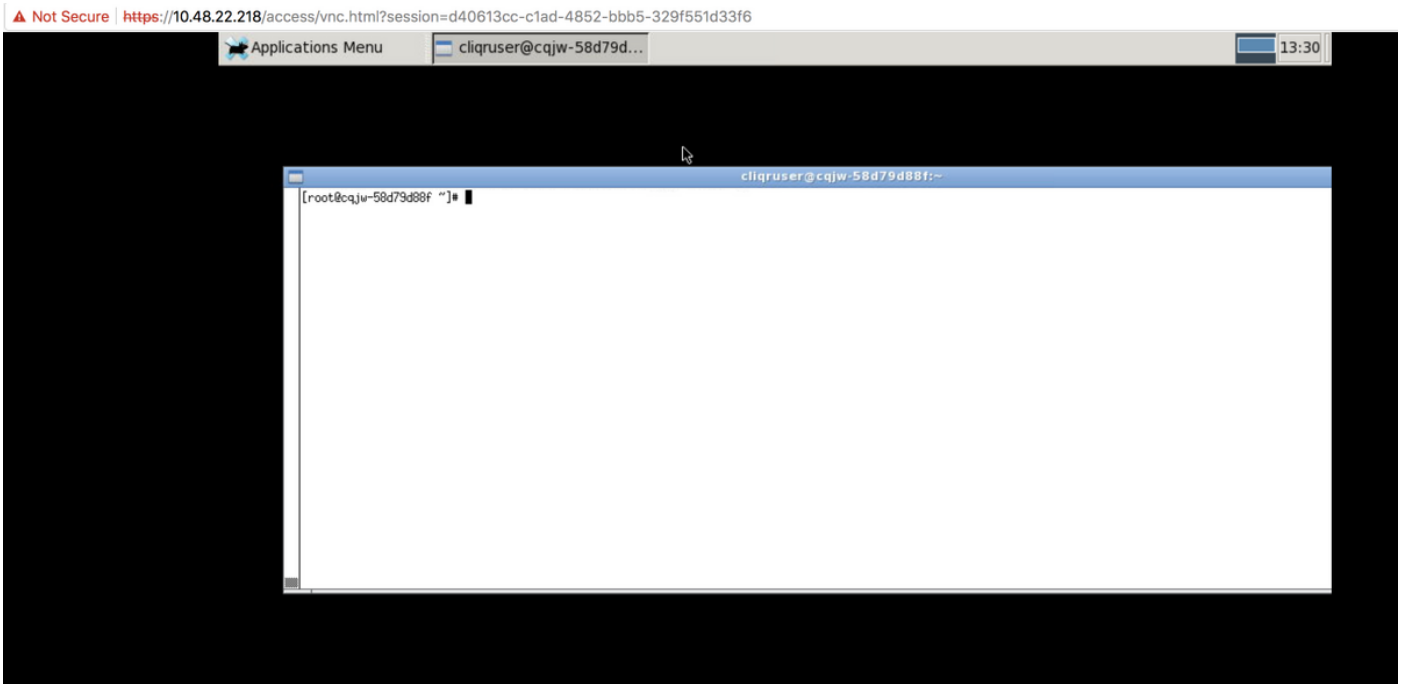 Not Secure https://10.48.22.218/access/vnc.html?session=d40613cc-c1ad-4852-bbb5-329f551d33f6
Applications Menu cliqruser@cqjw-58d79d... 13:30
cliqruser@cqjw-58d79d88f:~
[root@cqjw-58d79d88f ~]#